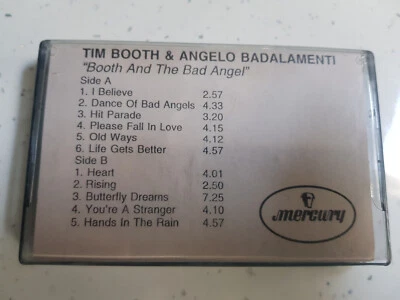 TIM BOOTH & ANGELO BADALAMENTI
"Booth And The Bad Angel"
Side A
1. I Believe 2.57
2. Dance Of Bad Angels 4.33
3. Hit Parade 3.20
4. Please Fall In Love 4.15
5. Old Ways 4.12
6. Life Gets Better 4.57
Side B
1. Heart 4.01
2. Rising 2,50
3. Butterfly Dreams 7.25
4. You're A Stranger 4.10
5. Hands In The Rain 4.57
mercury